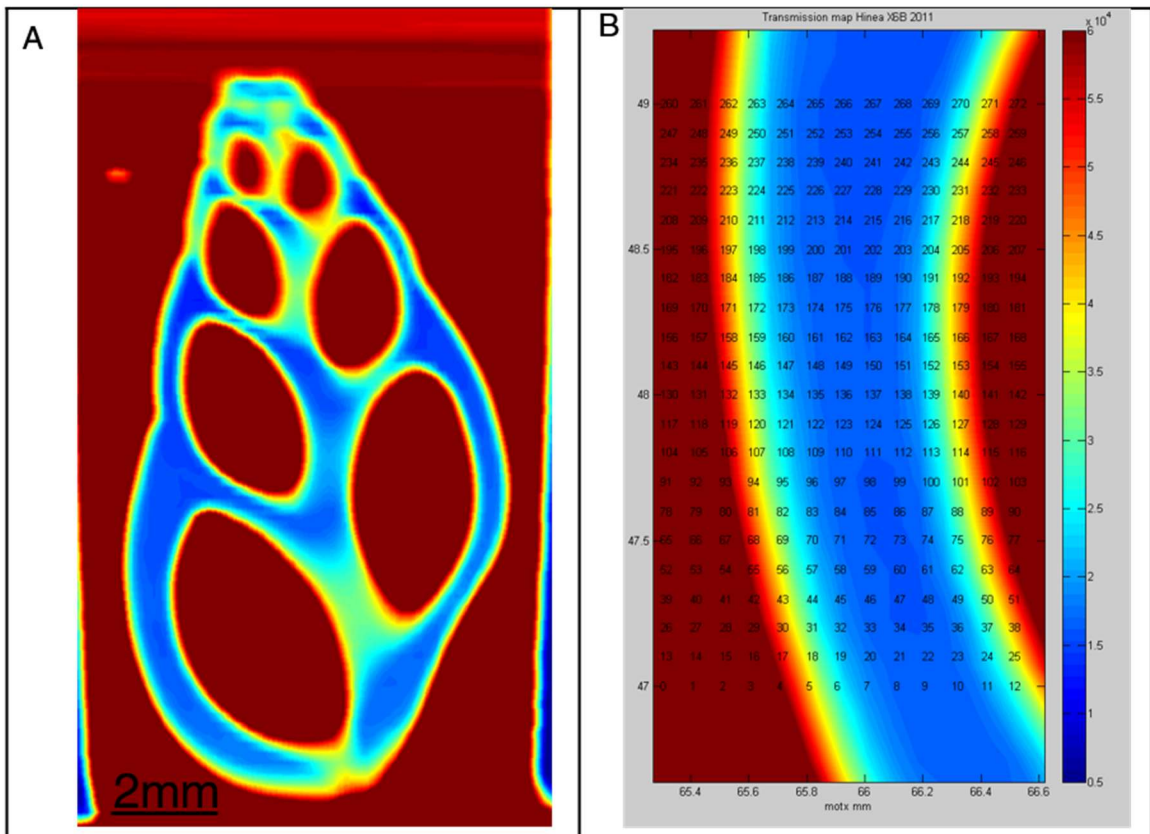 A
2mm
B
Transmission map Hinea X6B 2011
x 10^4
49 260 261 262 263 264 265 266 267 268 269 270 271 272
247 248 249 250 251 252 253 254 255 256 257 258 259
234 235 236 237 238 239 240 241 242 243 244 245 246
221 222 223 224 225 226 227 228 229 230 231 232 233
208 209 210 211 212 213 214 215 216 217 218 219 220
48.5 195 196 197 198 199 200 201 202 203 204 205 206 207
182 183 184 185 186 187 188 189 190 191 192 193 194
169 170 171 172 173 174 175 176 177 178 179 180 181
156 157 158 159 160 161 162 163 164 165 166 167 168
143 144 145 146 147 148 149 150 151 152 153 154 155
48 130 131 132 133 134 135 136 137 138 139 140 141 142
117 118 119 120 121 122 123 124 125 126 127 128 129
104 105 106 107 108 109 110 111 112 113 114 115 116
91 92 93 94 95 96 97 98 99 100 101 102 103
78 79 80 81 82 83 84 85 86 87 88 89 90
47.5 65 66 67 68 69 70 71 72 73 74 75 76 77
52 53 54 55 56 57 58 59 60 61 62 63 64
39 40 41 42 43 44 45 46 47 48 49 50 51
26 27 28 29 30 31 32 33 34 35 36 37 38
13 14 15 16 17 18 19 20 21 22 23 24 25
47 0 1 2 3 4 5 6 7 8 9 10 11 12
65.4 65.6 65.8 66 66.2 66.4 66.6
motx mm
6
5.5
5
4.5
4
3.5
3
2.5
2
1.5
1
0.5